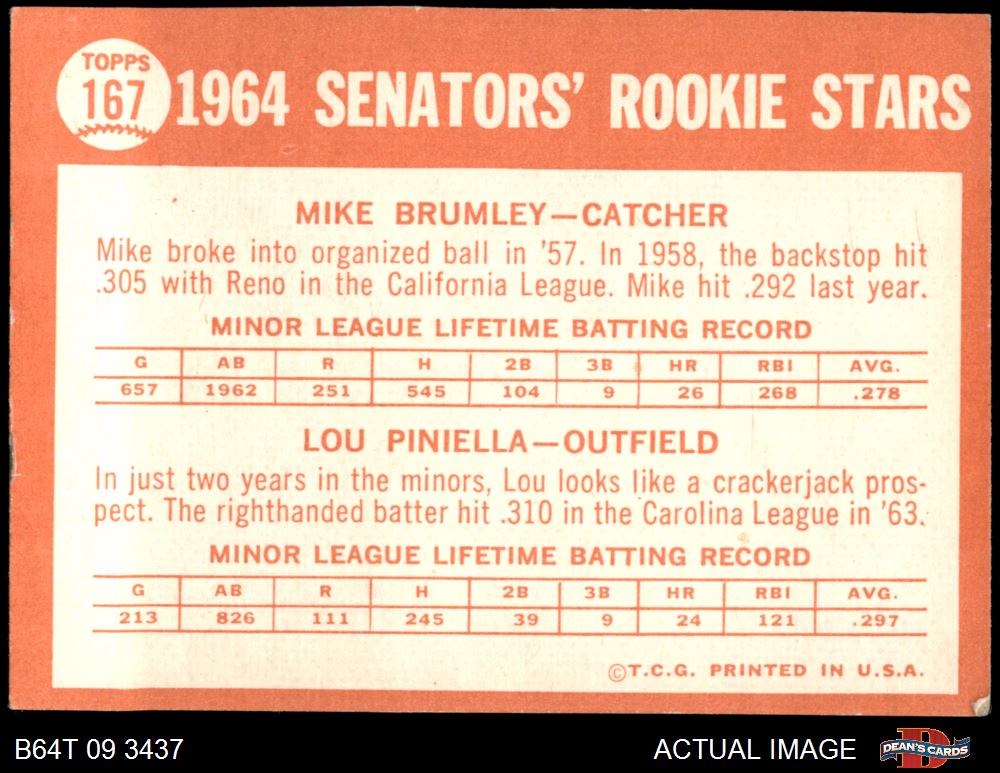 TOPPS
167
1964 SENATORS' ROOKIE STARS
MIKE BRUMLEY—CATCHER
Mike broke into organized ball in '57. In 1958, the backstop hit
.305 with Reno in the California League. Mike hit .292 last year.
MINOR LEAGUE LIFETIME BATTING RECORD
G AB R H 2B 3B HR RBI AVG.
657 1962 251 545 104 9 26 268 .278
LOU PINIELLA—OUTFIELD
In just two years in the minors, Lou looks like a crackerjack pros-
pect. The righthanded batter hit .310 in the Carolina League in '63.
MINOR LEAGUE LIFETIME BATTING RECORD
G AB R H 2B 3B HR RBI AVG.
213 826 111 245 39 9 24 121 .297
©T.C.G. PRINTED IN U.S.A.
B64T 09 3437 ACTUAL IMAGE DEAN'S CARDS